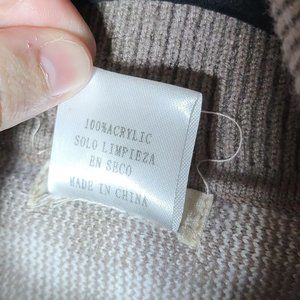 100%ACRYLIC
SOLO LIMPIEZA
EN SECO
MADE IN CHINA